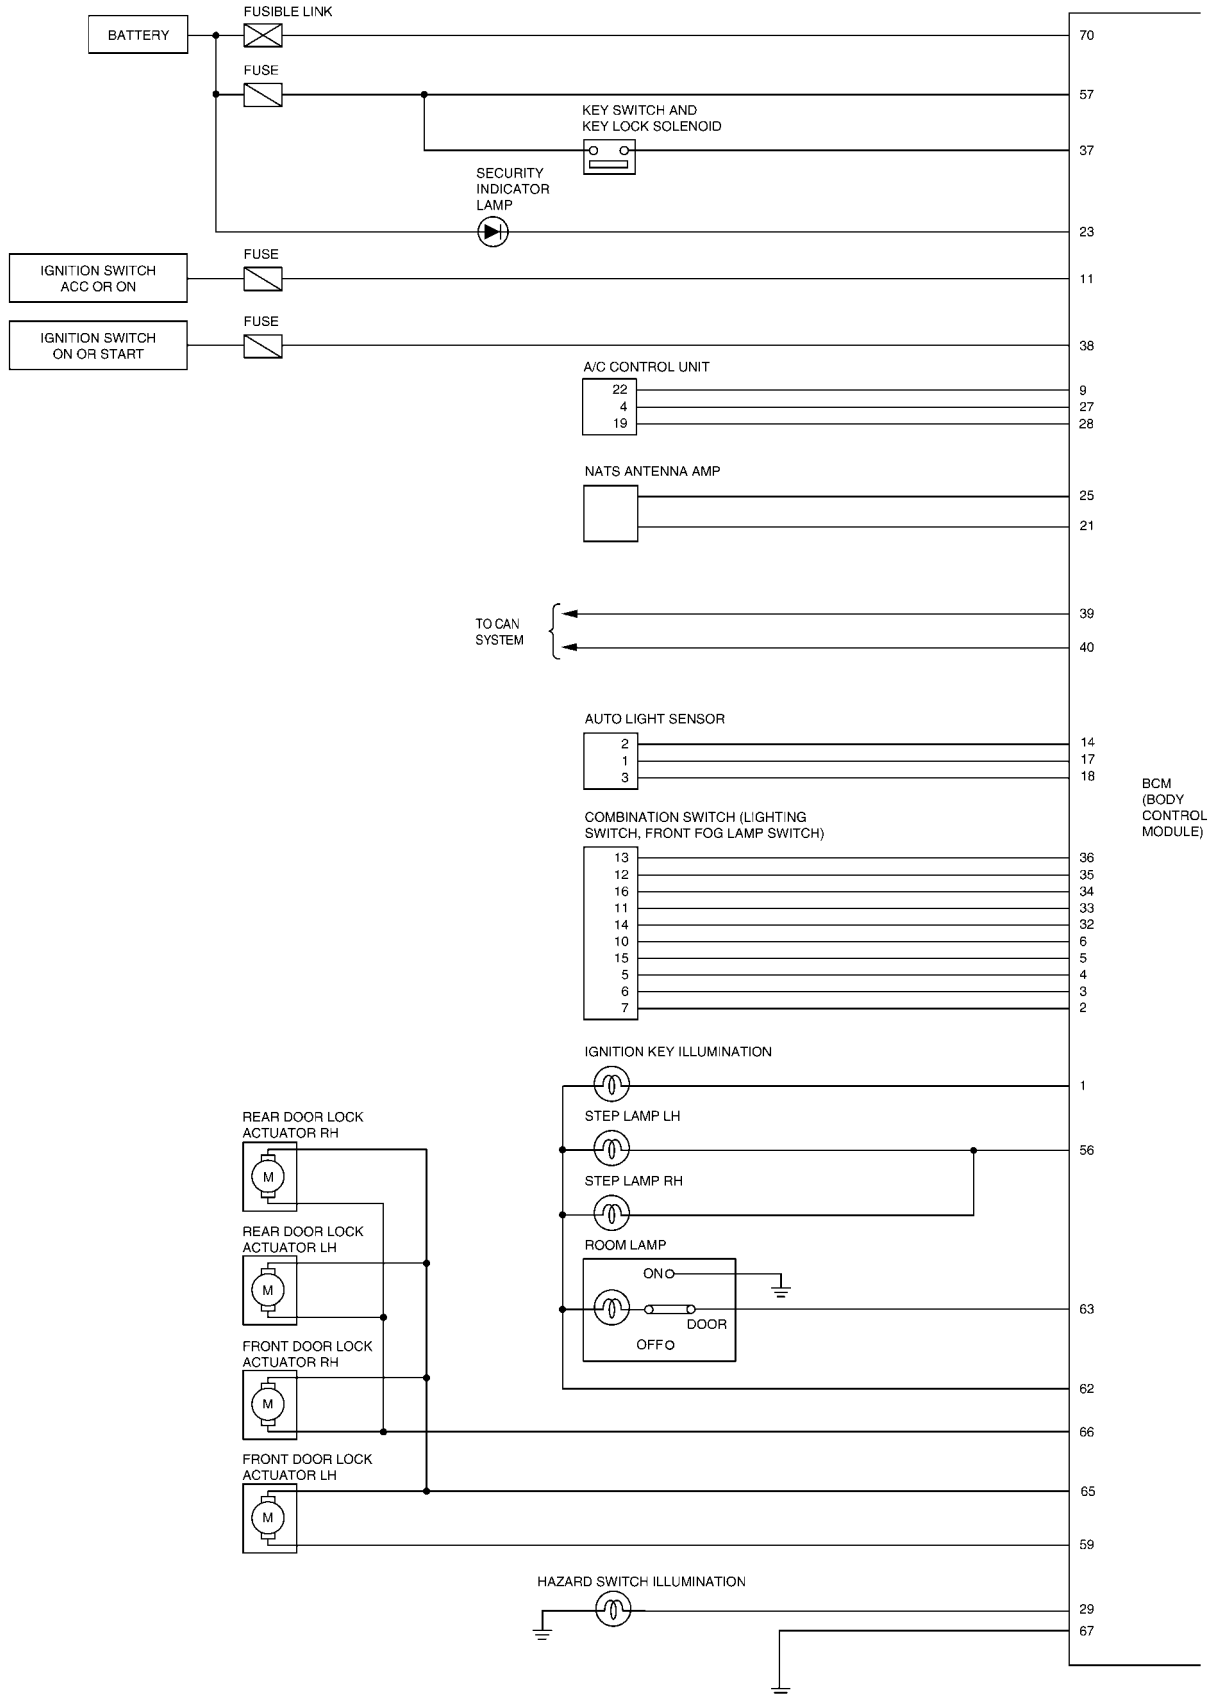 FUSIBLE LINK
BATTERY
70
FUSE
57
KEY SWITCH AND
KEY LOCK SOLENOID
37
SECURITY
INDICATOR
LAMP
23
FUSE
IGNITION SWITCH
ACC OR ON
11
FUSE
IGNITION SWITCH
ON OR START
38
A/C CONTROL UNIT
22 9
4 27
19 28
NATS ANTENNA AMP
25
21
TO CAN
SYSTEM
39
40
AUTO LIGHT SENSOR
2 14
1 17
3 18
BCM
(BODY
CONTROL
MODULE)
COMBINATION SWITCH (LIGHTING
SWITCH, FRONT FOG LAMP SWITCH)
13 36
12 35
16 34
11 33
14 32
10 6
15 5
5 4
6 3
7 2
IGNITION KEY ILLUMINATION
1
STEP LAMP LH
56
STEP LAMP RH
ROOM LAMP
ON
DOOR
OFF
63
62
REAR DOOR LOCK
ACTUATOR RH
M
REAR DOOR LOCK
ACTUATOR LH
M
FRONT DOOR LOCK
ACTUATOR RH
M
66
FRONT DOOR LOCK
ACTUATOR LH
M
65
59
HAZARD SWITCH ILLUMINATION
29
67